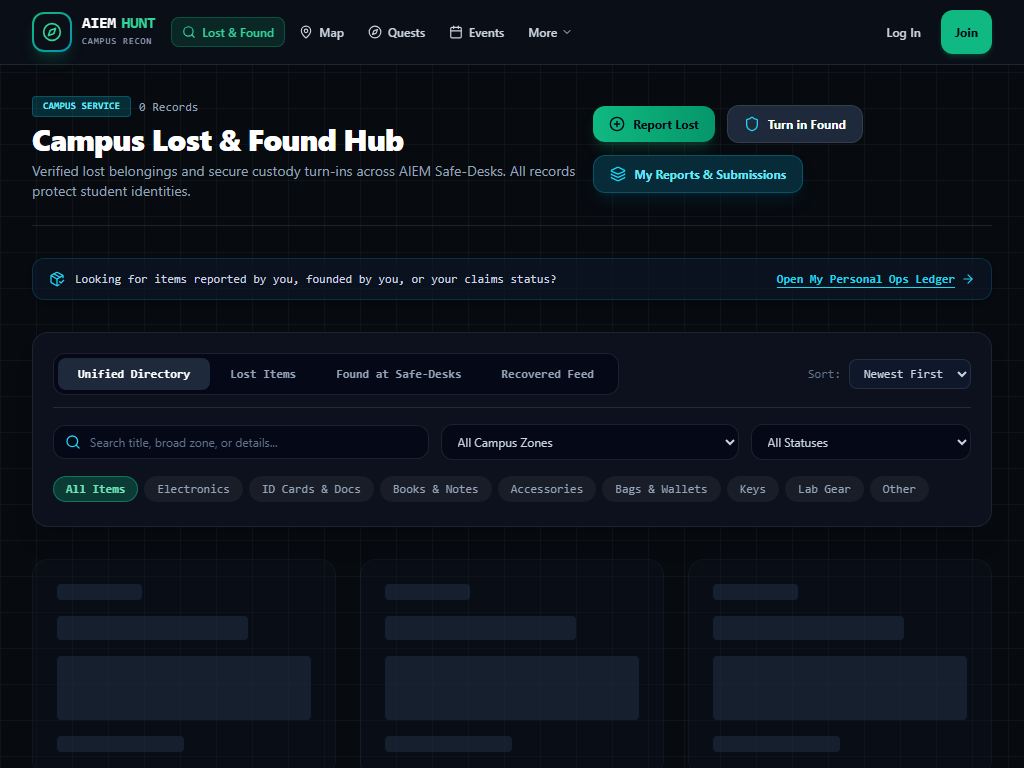 AIEM HUNT
CAMPUS RECON
Lost & Found
Map
Quests
Events
More
Log In
Join
CAMPUS SERVICE
0 Records
Campus Lost & Found Hub
Verified lost belongings and secure custody turn-ins across AIEM Safe-Desks. All records
protect student identities.
Report Lost
Turn in Found
My Reports & Submissions
Looking for items reported by you, founded by you, or your claims status?
Open My Personal Ops Ledger
Unified Directory
Lost Items
Found at Safe-Desks
Recovered Feed
Sort:
Newest First
Search title, broad zone, or details...
All Campus Zones
All Statuses
All Items
Electronics
ID Cards & Docs
Books & Notes
Accessories
Bags & Wallets
Keys
Lab Gear
Other